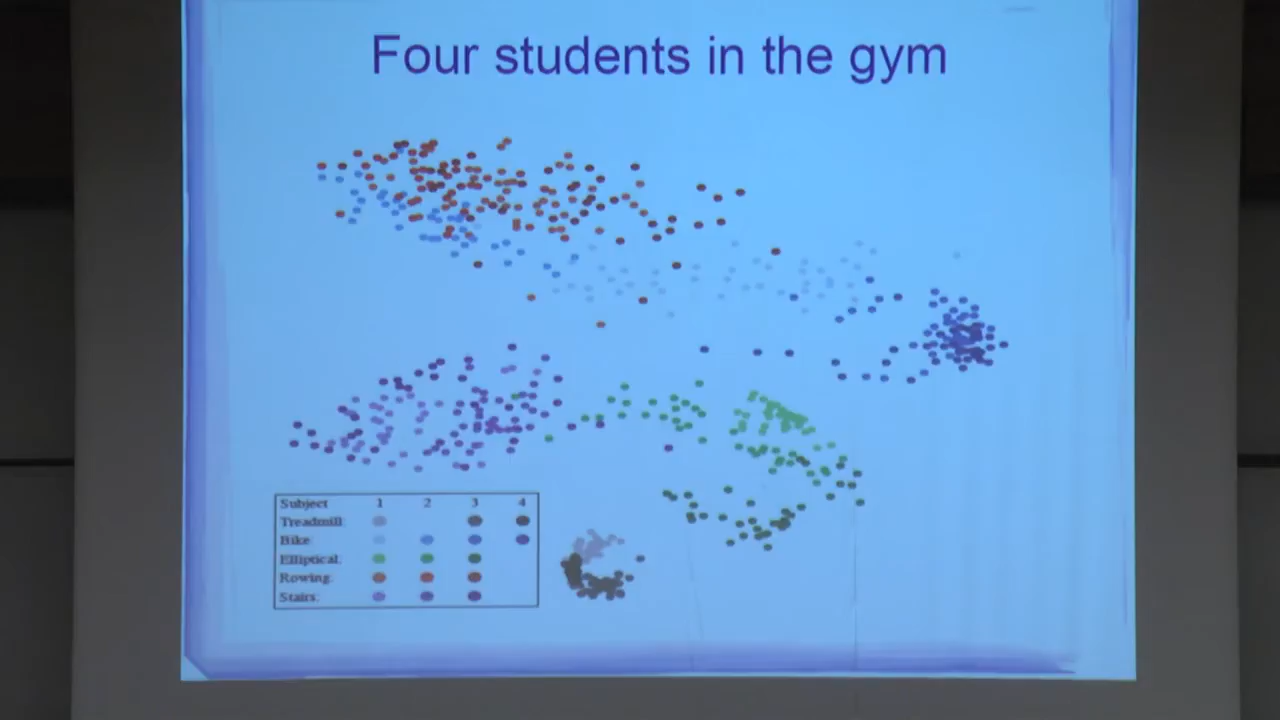 Four students in the gym
Subject 1 2 3 4
Treadmill:
Bike:
Elliptical:
Rowing:
Stairs: